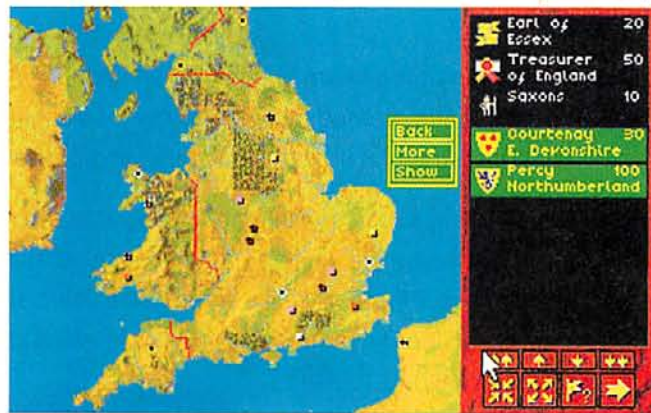 Earl of 20
Essex
Treasurer 50
of England
Saxons 10
Back
More
Show
Courtenay 30
E. Devonshire
Percy 100
Northumberland